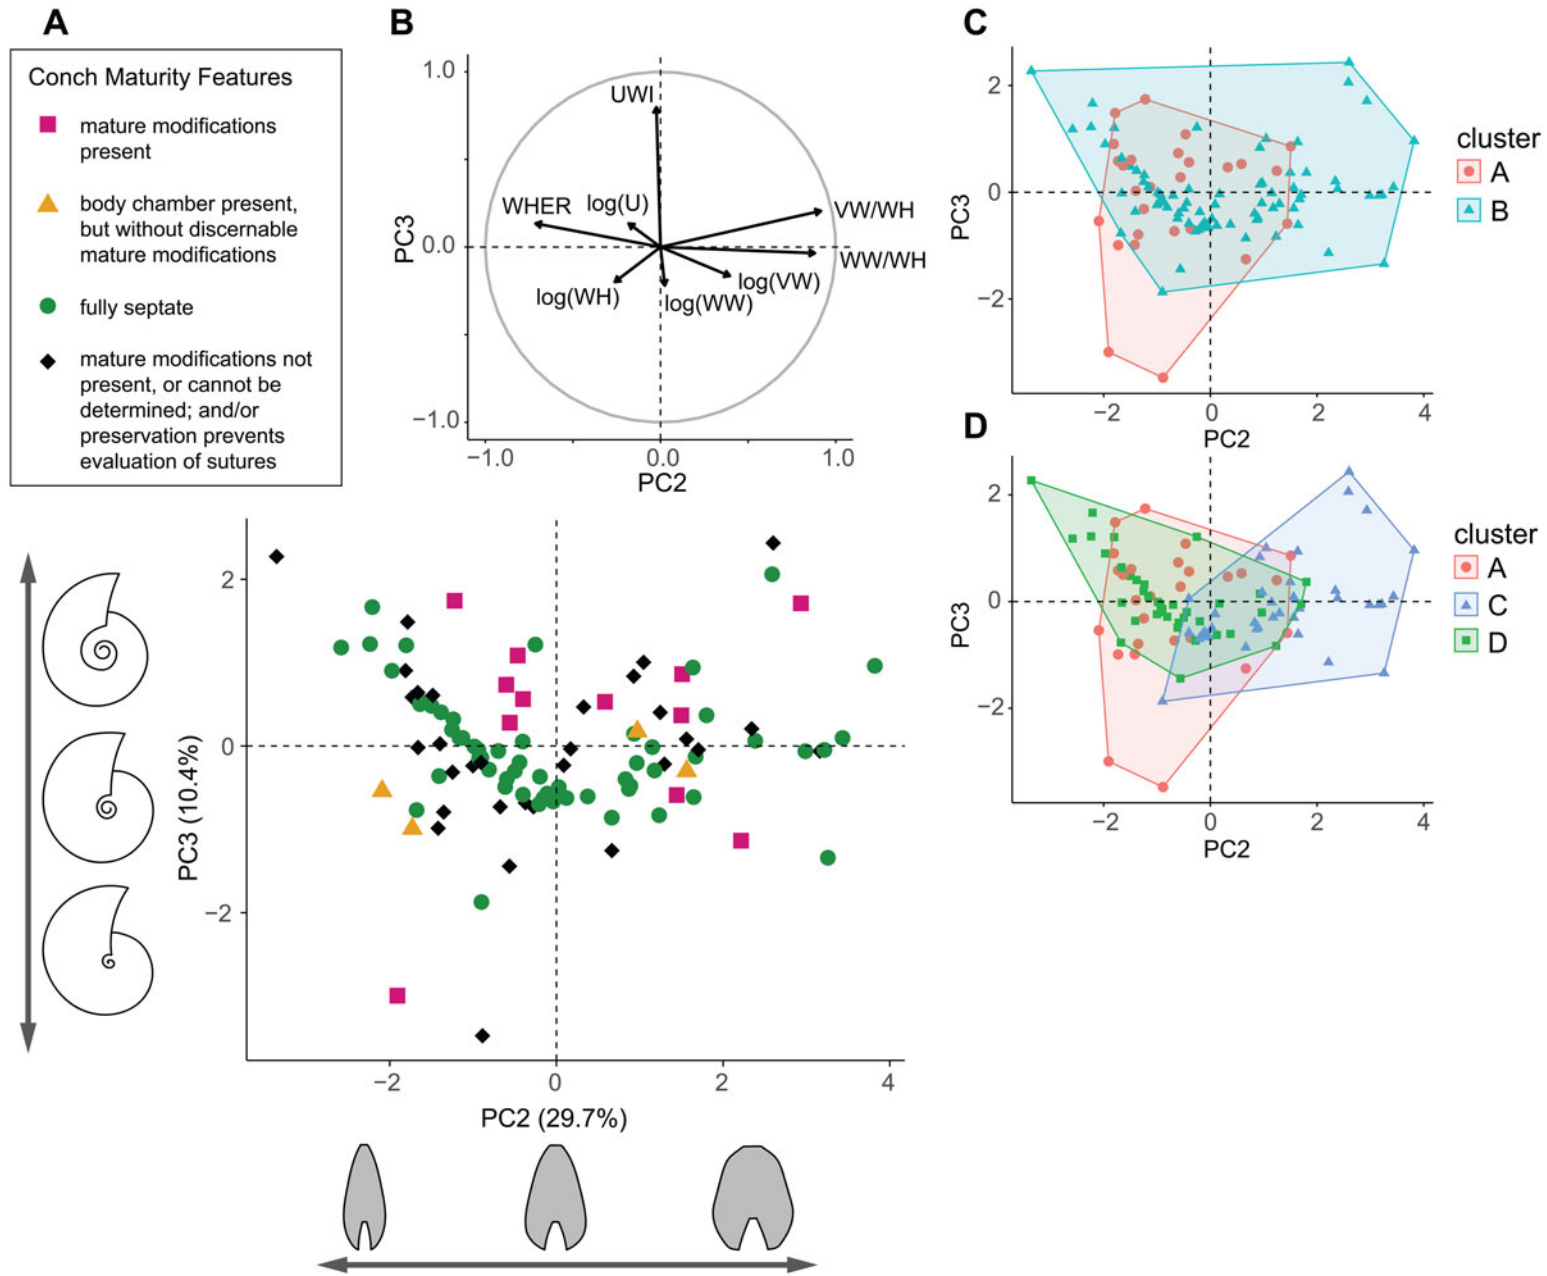 A
Conch Maturity Features
mature modifications
present
body chamber present,
but without discernable
mature modifications
fully septate
mature modifications not
present, or cannot be
determined; and/or
preservation prevents
evaluation of sutures
2
0
−2
PC3 (10.4%)
−2
0
2
4
PC2 (29.7%)
B
1.0
0.0
−1.0
PC3
UWI
WHER
log(U)
VW/WH
WW/WH
log(VW)
log(WH)
log(WW)
−1.0
0.0
1.0
PC2
C
2
0
−2
PC3
−2
0
2
4
PC2
cluster
A
B
D
2
0
−2
PC3
−2
0
2
4
PC2
cluster
A
C
D